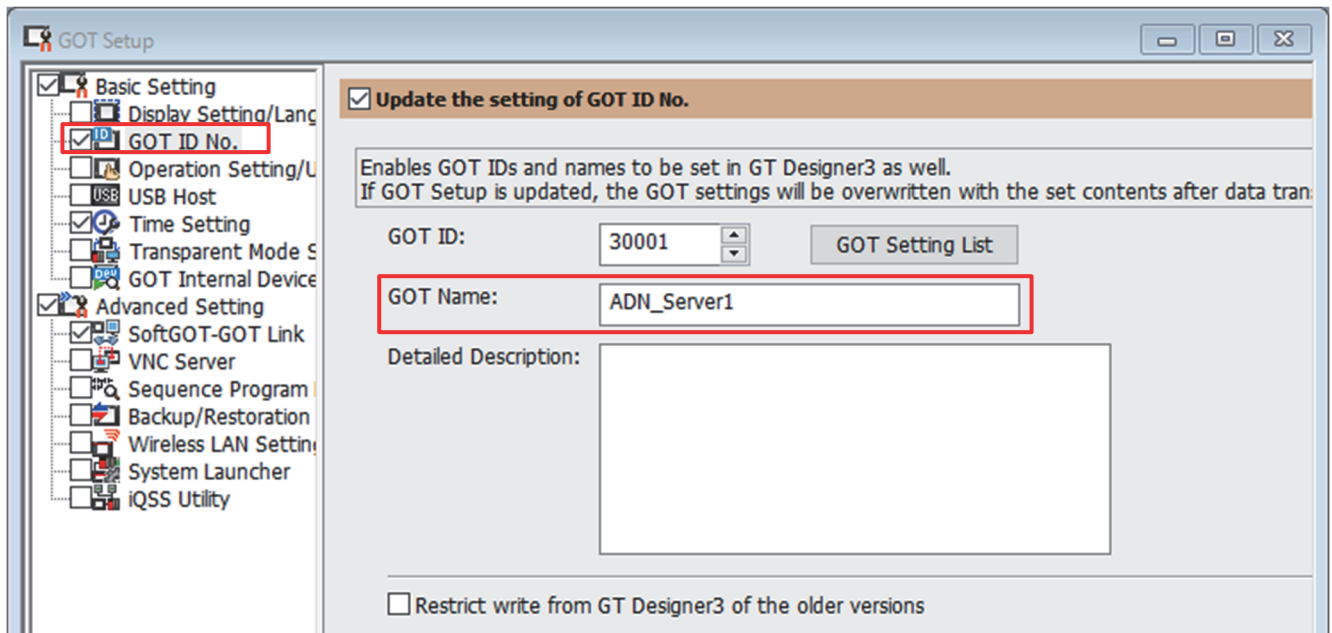 GOT Setup
Basic Setting
Display Setting/Lang
GOT ID No.
Operation Setting/U
USB Host
Time Setting
Transparent Mode S
GOT Internal Device
Advanced Setting
SoftGOT-GOT Link
VNC Server
Sequence Program
Backup/Restoration
Wireless LAN Setting
System Launcher
iQSS Utility
Update the setting of GOT ID No.
Enables GOT IDs and names to be set in GT Designer3 as well.
If GOT Setup is updated, the GOT settings will be overwritten with the set contents after data tran
GOT ID:
30001
GOT Setting List
GOT Name:
ADN_Server1
Detailed Description:
Restrict write from GT Designer3 of the older versions